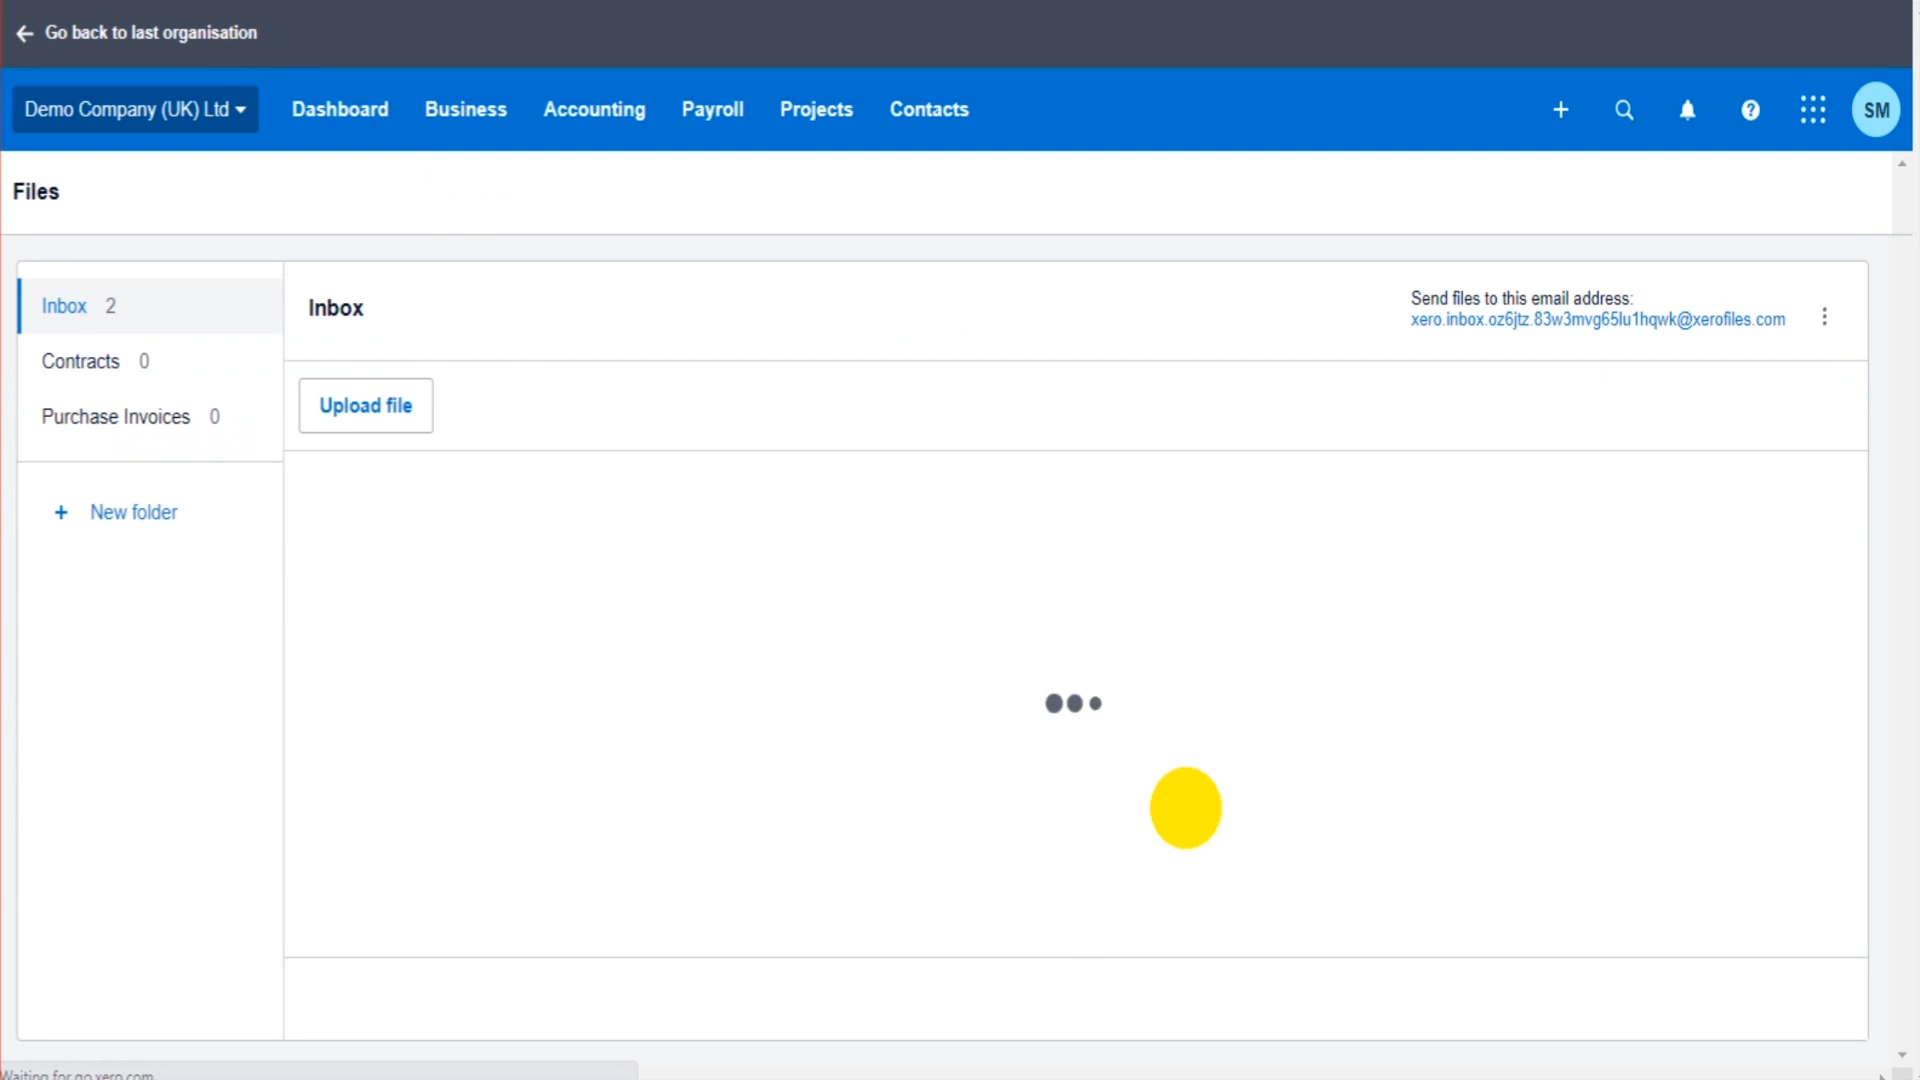 Go back to last organisation
Demo Company (UK) Ltd Dashboard Business Accounting Payroll Projects Contacts SM
Files
Inbox 2
Contracts 0
Purchase Invoices 0
+ New folder
Inbox
Send files to this email address:
xero.inbox.oz6jtz.83w3mvg65lu1hqwk@xerofiles.com
Upload file
Waiting for go.xero.com